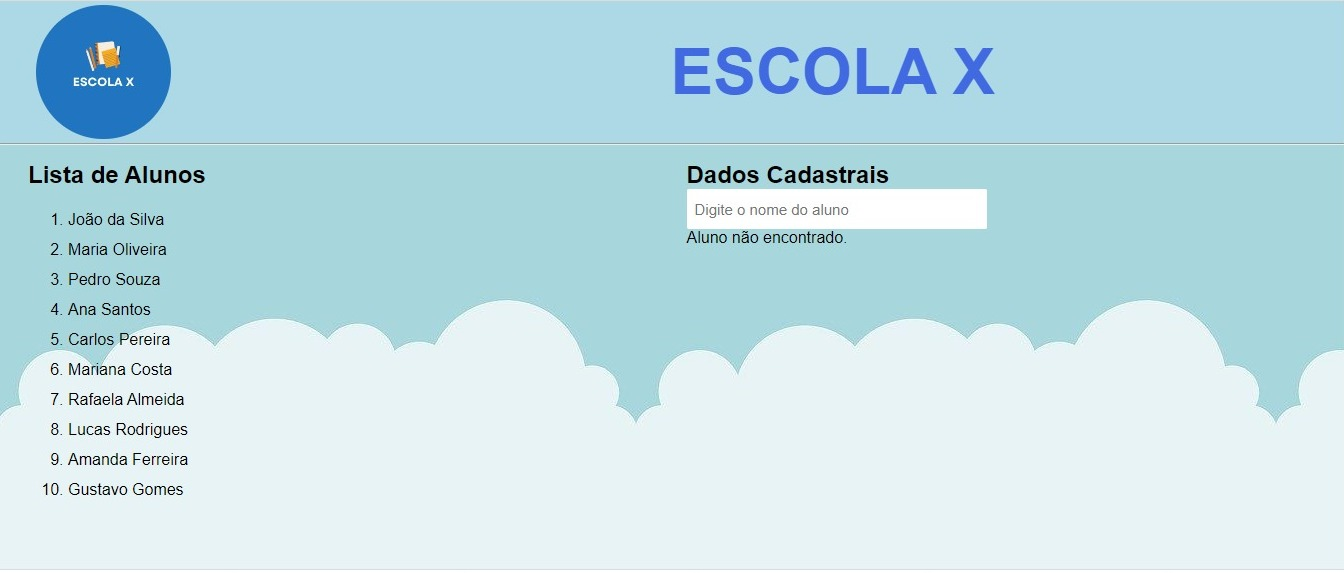 ESCOLA X
ESCOLA X
Lista de Alunos
1. João da Silva
2. Maria Oliveira
3. Pedro Souza
4. Ana Santos
5. Carlos Pereira
6. Mariana Costa
7. Rafaela Almeida
8. Lucas Rodrigues
9. Amanda Ferreira
10. Gustavo Gomes
Dados Cadastrais
Digite o nome do aluno
Aluno não encontrado.